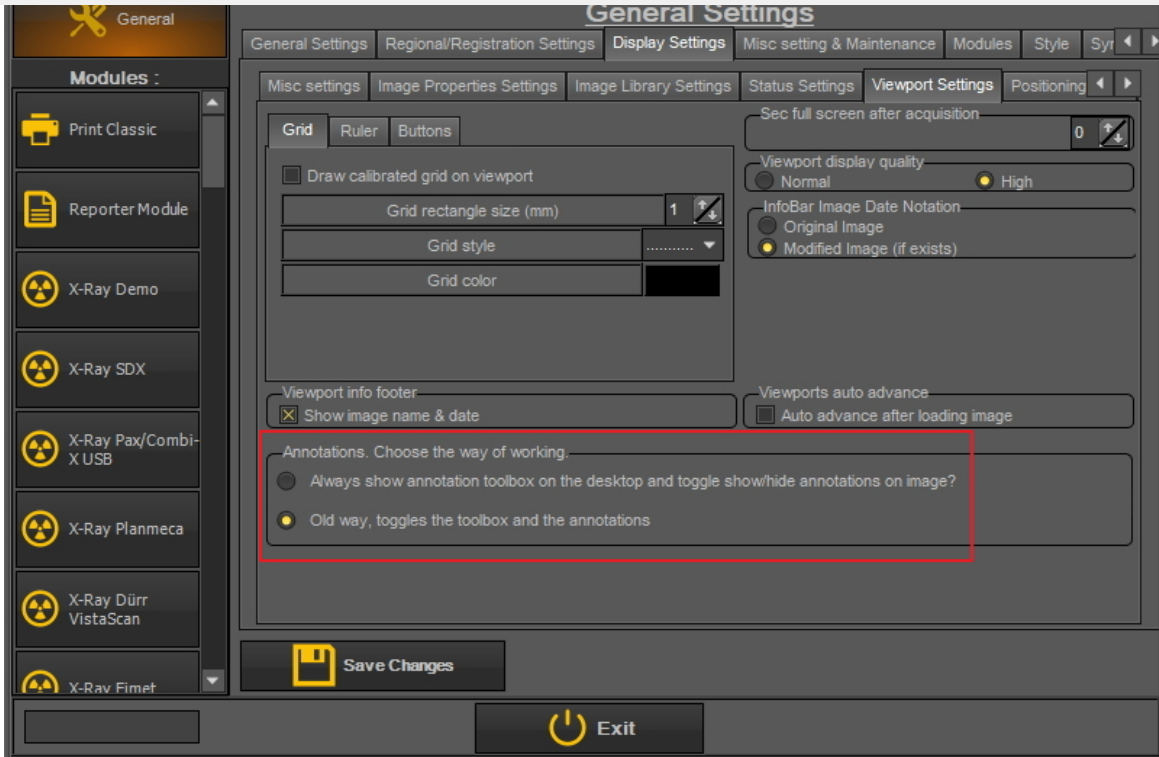 General
General Settings
General Settings
Regional/Registration Settings
Display Settings
Misc setting & Maintenance
Modules
Style
Modules :
Misc settings
Image Properties Settings
Image Library Settings
Status Settings
Viewport Settings
Positioning
Print Classic
Reporter Module
X-Ray Demo
X-Ray SDX
X-Ray Pax/Combi-
X USB
X-Ray Planmeca
X-Ray Dürr
VistaScan
X-Ray Fimet
Grid
Ruler
Buttons
Draw calibrated grid on viewport
Grid rectangle size (mm)
1
Grid style
...........
Grid color
Sec full screen after acquisition
0
Viewport display quality
Normal
High
InfoBar Image Date Notation
Original Image
Modified Image (if exists)
Viewport info footer
Show image name & date
Viewports auto advance
Auto advance after loading image
Annotations. Choose the way of working.
Always show annotation toolbox on the desktop and toggle show/hide annotations on image?
Old way, toggles the toolbox and the annotations
Save Changes
Exit